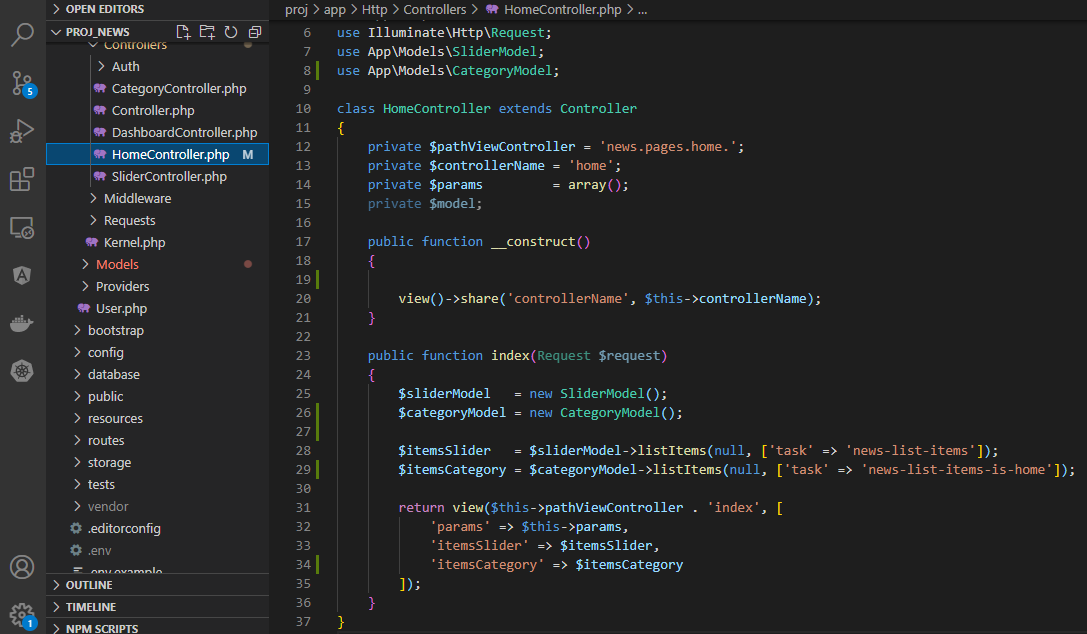 OPEN EDITORS
PROJ_NEWS
Controllers
Auth
CategoryController.php
Controller.php
DashboardController.php
HomeController.php M
SliderController.php
Middleware
Requests
Kernel.php
Models
Providers
User.php
bootstrap
config
database
public
resources
routes
storage
tests
vendor
.editorconfig
.env
.env.example
OUTLINE
TIMELINE
NPM SCRIPTS
5
1
proj > app > Http > Controllers > HomeController.php > ...
6 use Illuminate\Http\Request;
7 use App\Models\SliderModel;
8 use App\Models\CategoryModel;
9
10 class HomeController extends Controller
11 {
12 private $pathViewController = 'news.pages.home.';
13 private $controllerName = 'home';
14 private $params = array();
15 private $model;
16
17 public function __construct()
18 {
19
20 view()->share('controllerName', $this->controllerName);
21 }
22
23 public function index(Request $request)
24 {
25 $sliderModel = new SliderModel();
26 $categoryModel = new CategoryModel();
27
28 $itemsSlider = $sliderModel->listItems(null, ['task' => 'news-list-items']);
29 $itemsCategory = $categoryModel->listItems(null, ['task' => 'news-list-items-is-home']);
30
31 return view($this->pathViewController . 'index', [
32 'params' => $this->params,
33 'itemsSlider' => $itemsSlider,
34 'itemsCategory' => $itemsCategory
35 ]);
36 }
37 }